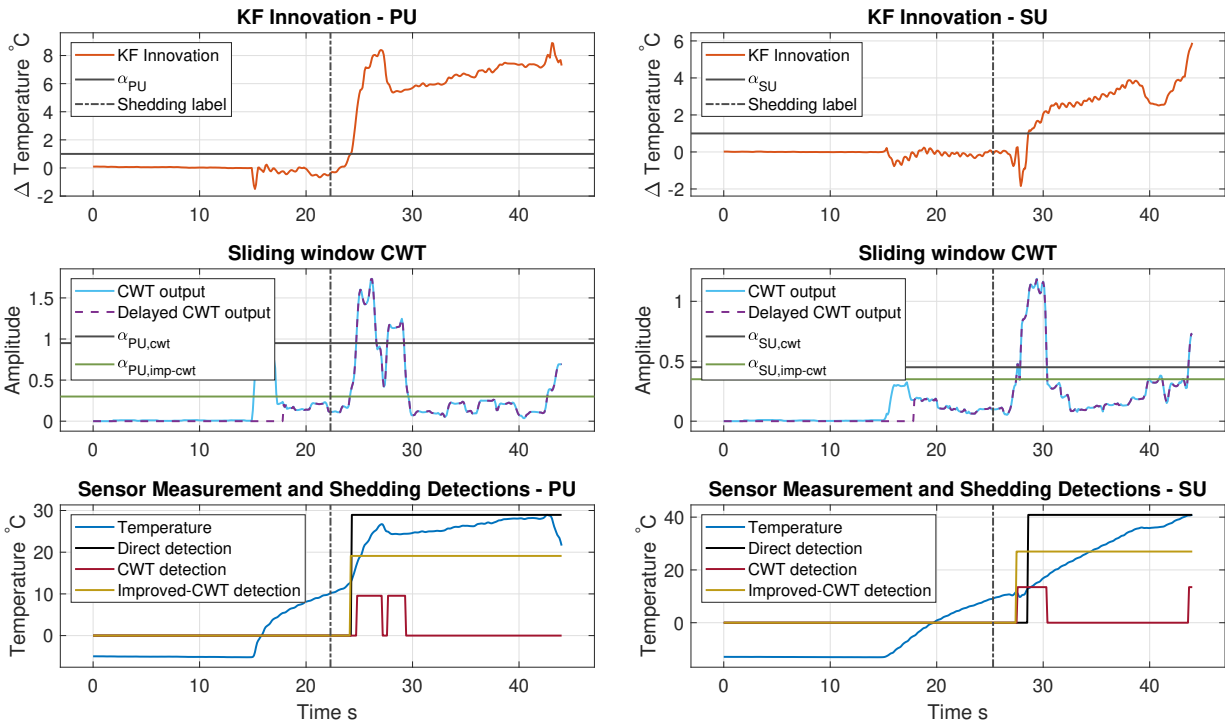 KF Innovation - PU
Δ Temperature °C
8
6
4
2
0
-2
KF Innovation
α_PU
Shedding label
0 10 20 30 40
KF Innovation - SU
Δ Temperature °C
6
4
2
0
-2
KF Innovation
α_SU
Shedding label
0 10 20 30 40
Sliding window CWT
Amplitude
1.5
1
0.5
0
CWT output
Delayed CWT output
α_PU,cwt
α_PU,imp-cwt
0 10 20 30 40
Sliding window CWT
Amplitude
1
0.5
0
CWT output
Delayed CWT output
α_SU,cwt
α_SU,imp-cwt
0 10 20 30 40
Sensor Measurement and Shedding Detections - PU
Temperature °C
30
20
10
0
Temperature
Direct detection
CWT detection
Improved-CWT detection
0 10 20 30 40
Time s
Sensor Measurement and Shedding Detections - SU
Temperature °C
40
20
0
Temperature
Direct detection
CWT detection
Improved-CWT detection
0 10 20 30 40
Time s